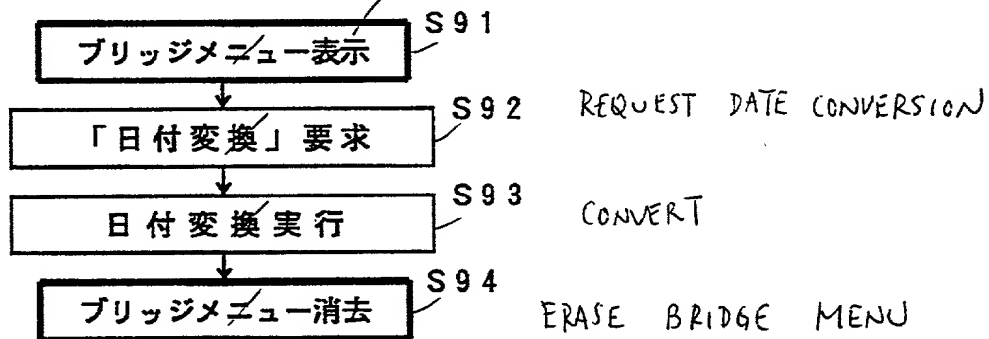 S91
ブリッジメニュー表示
S92
「日付変換」要求 REQUEST DATE CONVERSION
S93
日付変換実行 CONVERT
S94
ブリッジメニュー消去 ERASE BRIDGE MENU